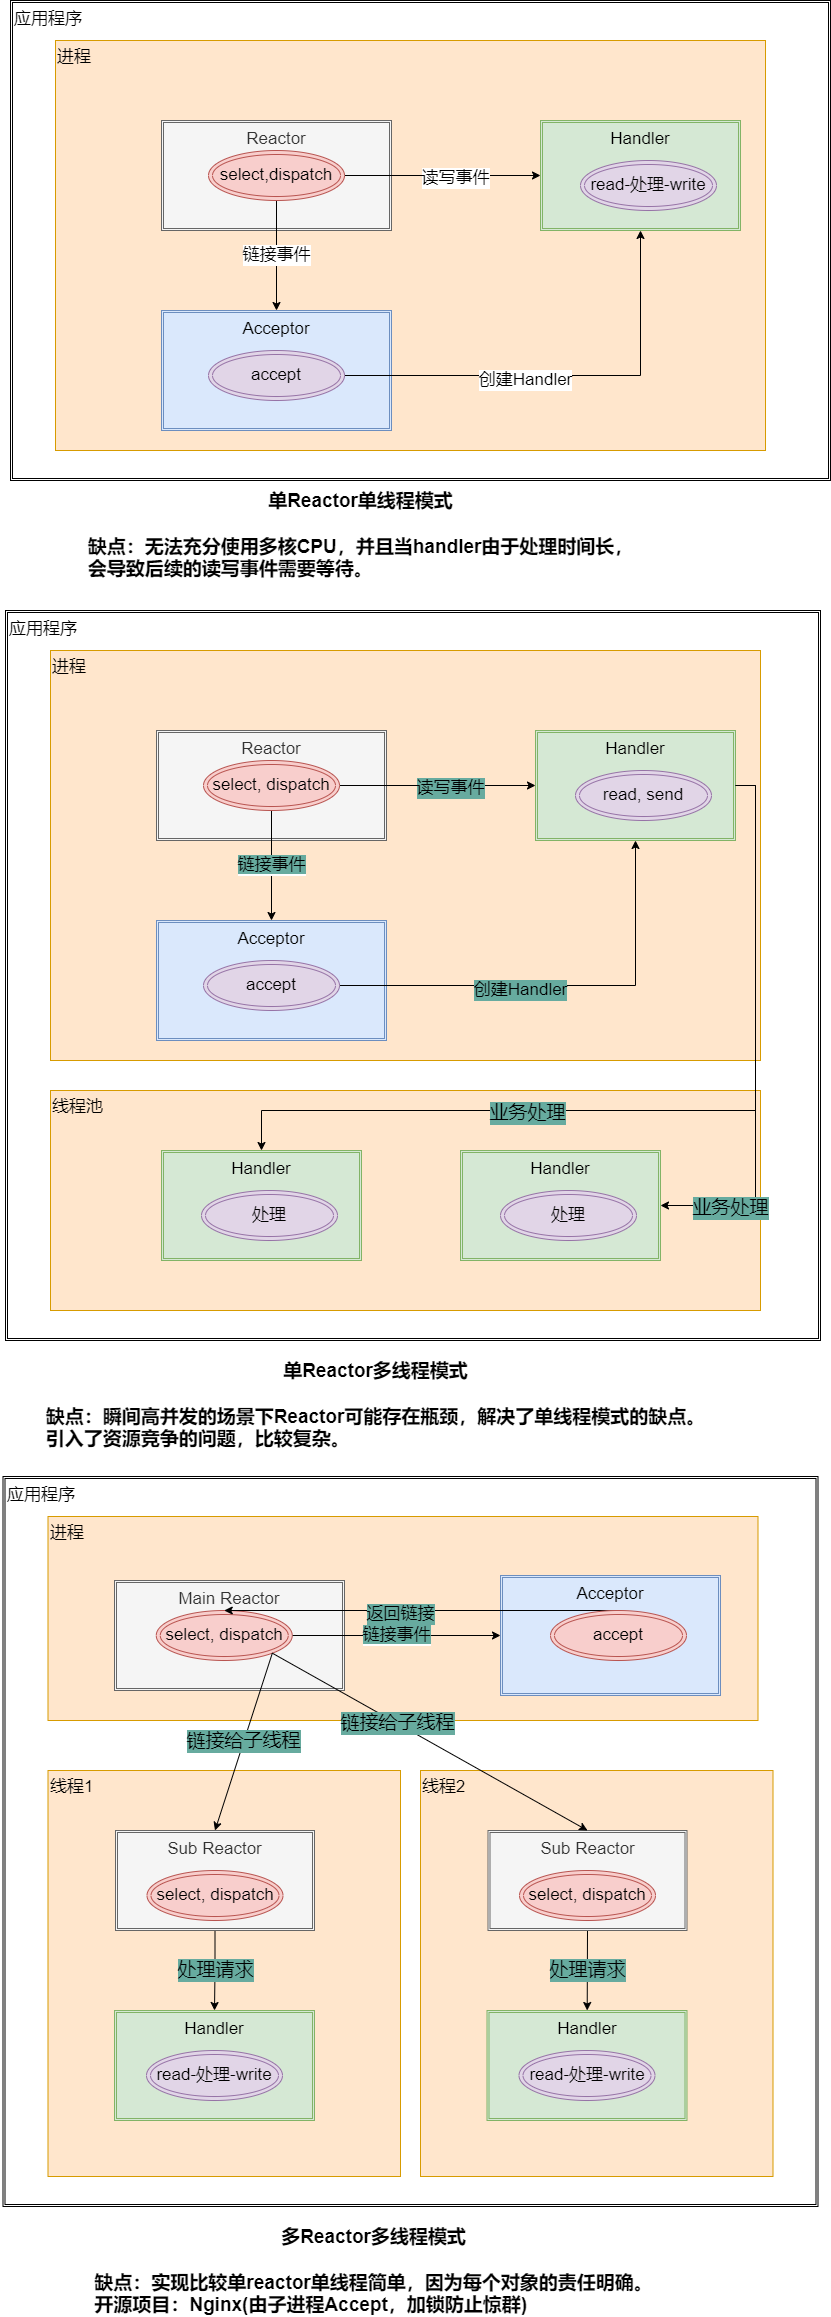 应用程序
进程
Reactor
select,dispatch
读写事件
Handler
read-处理-write
链接事件
Acceptor
accept
创建Handler
单Reactor单线程模式
缺点：无法充分使用多核CPU，并且当handler由于处理时间长，
会导致后续的读写事件需要等待。
应用程序
进程
Reactor
select, dispatch
读写事件
Handler
read, send
链接事件
Acceptor
accept
创建Handler
线程池
业务处理
Handler
处理
Handler
处理
业务处理
单Reactor多线程模式
缺点：瞬间高并发的场景下Reactor可能存在瓶颈，解决了单线程模式的缺点。
引入了资源竞争的问题，比较复杂。
应用程序
进程
Main Reactor
select, dispatch
返回链接
链接事件
Acceptor
accept
链接给子线程
链接给子线程
线程1
Sub Reactor
select, dispatch
处理请求
Handler
read-处理-write
线程2
Sub Reactor
select, dispatch
处理请求
Handler
read-处理-write
多Reactor多线程模式
缺点：实现比较单reactor单线程简单，因为每个对象的责任明确。
开源项目：Nginx(由子进程Accept，加锁防止惊群)